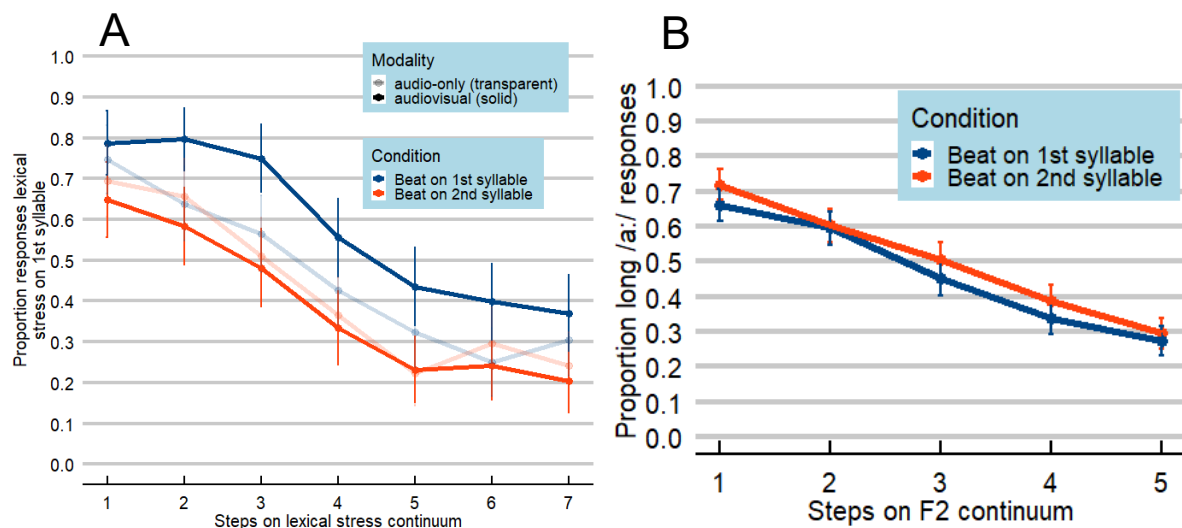 A
Proportion responses lexical
stress on 1st syllable
1.0
0.9
0.8
0.7
0.6
0.5
0.4
0.3
0.2
0.1
0.0
Modality
audio-only (transparent)
audiovisual (solid)
Condition
Beat on 1st syllable
Beat on 2nd syllable
1 2 3 4 5 6 7
Steps on lexical stress continuum
B
Proportion long /a:/ responses
1.0
0.9
0.8
0.7
0.6
0.5
0.4
0.3
0.2
0.1
0.0
Condition
Beat on 1st syllable
Beat on 2nd syllable
1 2 3 4 5
Steps on F2 continuum